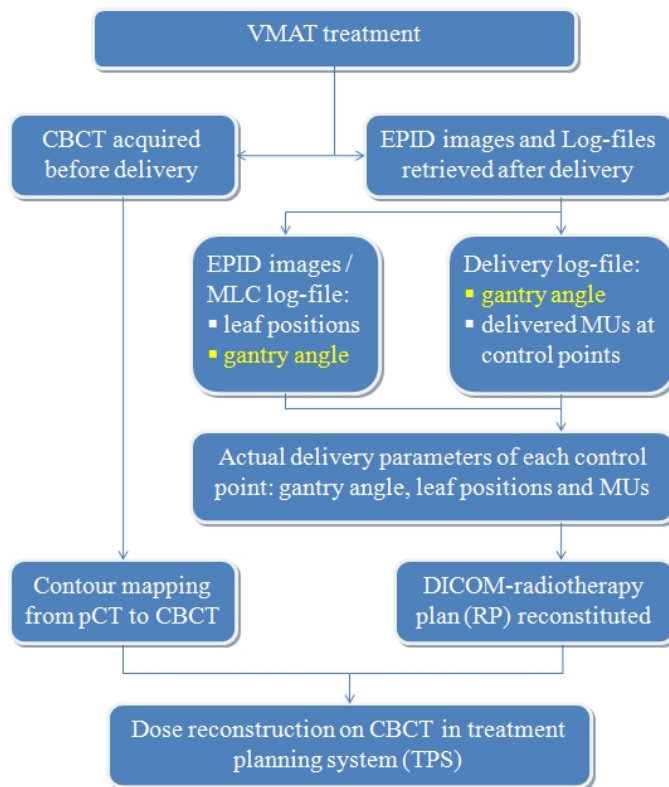 VMAT treatment
CBCT acquired
before delivery
EPID images and Log-files
retrieved after delivery
EPID images /
MLC log-file:
▪ leaf positions
▪ gantry angle
Delivery log-file:
▪ gantry angle
▪ delivered MUs at
control points
Actual delivery parameters of each control
point: gantry angle, leaf positions and MUs
Contour mapping
from pCT to CBCT
DICOM-radiotherapy
plan (RP) reconstituted
Dose reconstruction on CBCT in treatment
planning system (TPS)